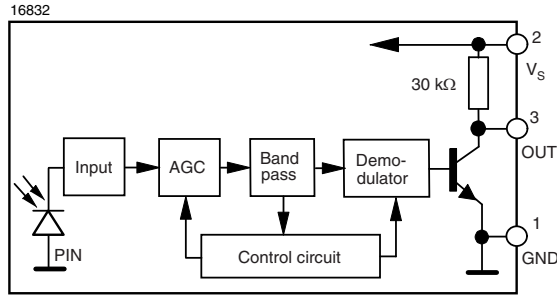 16832
2
V_S
30 kΩ
3
OUT
Input
AGC
Band
pass
Demo-
dulator
PIN
Control circuit
1
GND